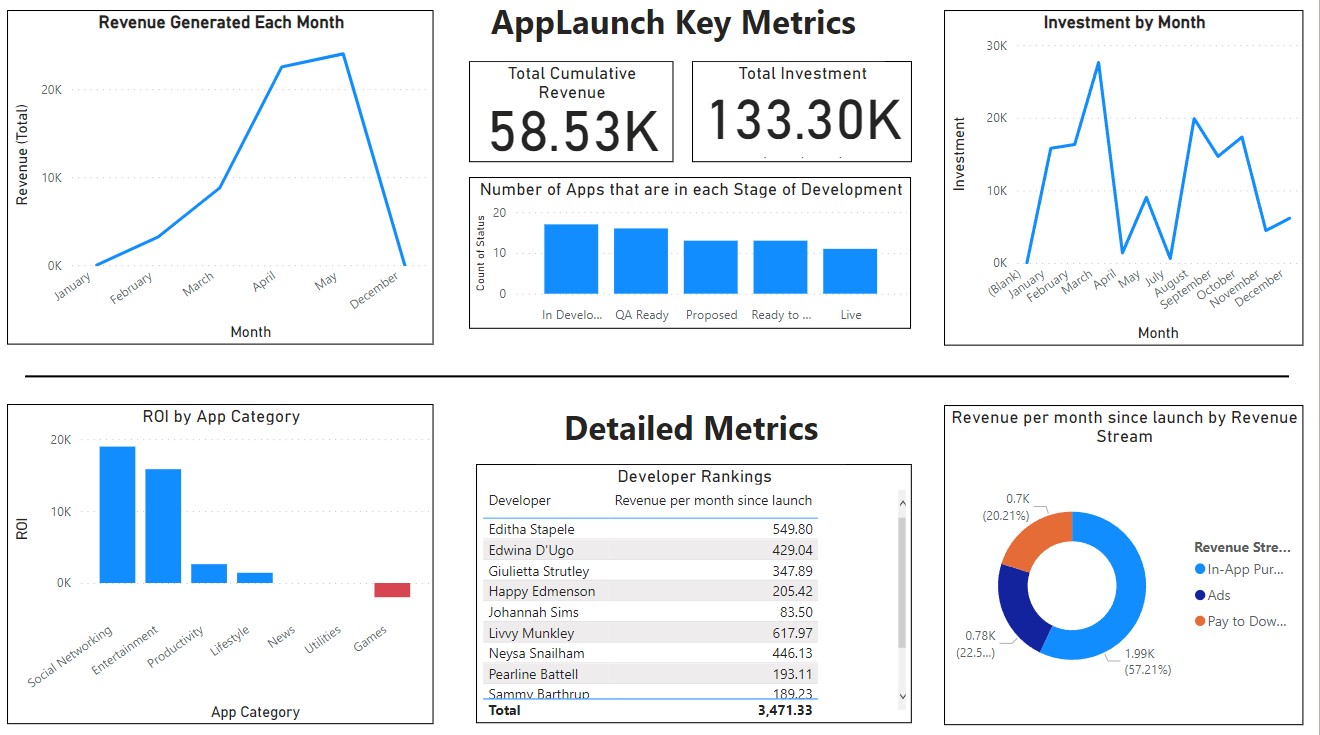 AppLaunch Key Metrics
Revenue Generated Each Month
Revenue (Total)
20K
10K
0K
January
February
March
April
May
December
Month
Total Cumulative
Revenue
58.53K
Total Investment
133.30K
Number of Apps that are in each Stage of Development
Count of Status
20
10
0
In Develo...
QA Ready
Proposed
Ready to ...
Live
Investment by Month
Investment
30K
20K
10K
0K
(Blank)
January
February
March
April
May
July
August
September
October
November
December
Month
ROI by App Category
ROI
20K
10K
0K
Social Networking
Entertainment
Productivity
Lifestyle
News
Utilities
Games
App Category
Detailed Metrics
Developer Rankings
Developer Revenue per month since launch
Editha Stapele 549.80
Edwina D'Ugo 429.04
Giulietta Strutley 347.89
Happy Edmenson 205.42
Johannah Sims 83.50
Livvy Munkley 617.97
Neysa Snailham 446.13
Pearline Battell 193.11
Sammy Barthrup 189.23
Total 3,471.33
Revenue per month since launch by Revenue
Stream
0.7K
(20.21%)
0.78K
(22.5...)
1.99K
(57.21%)
Revenue Stre...
In-App Pur...
Ads
Pay to Dow...